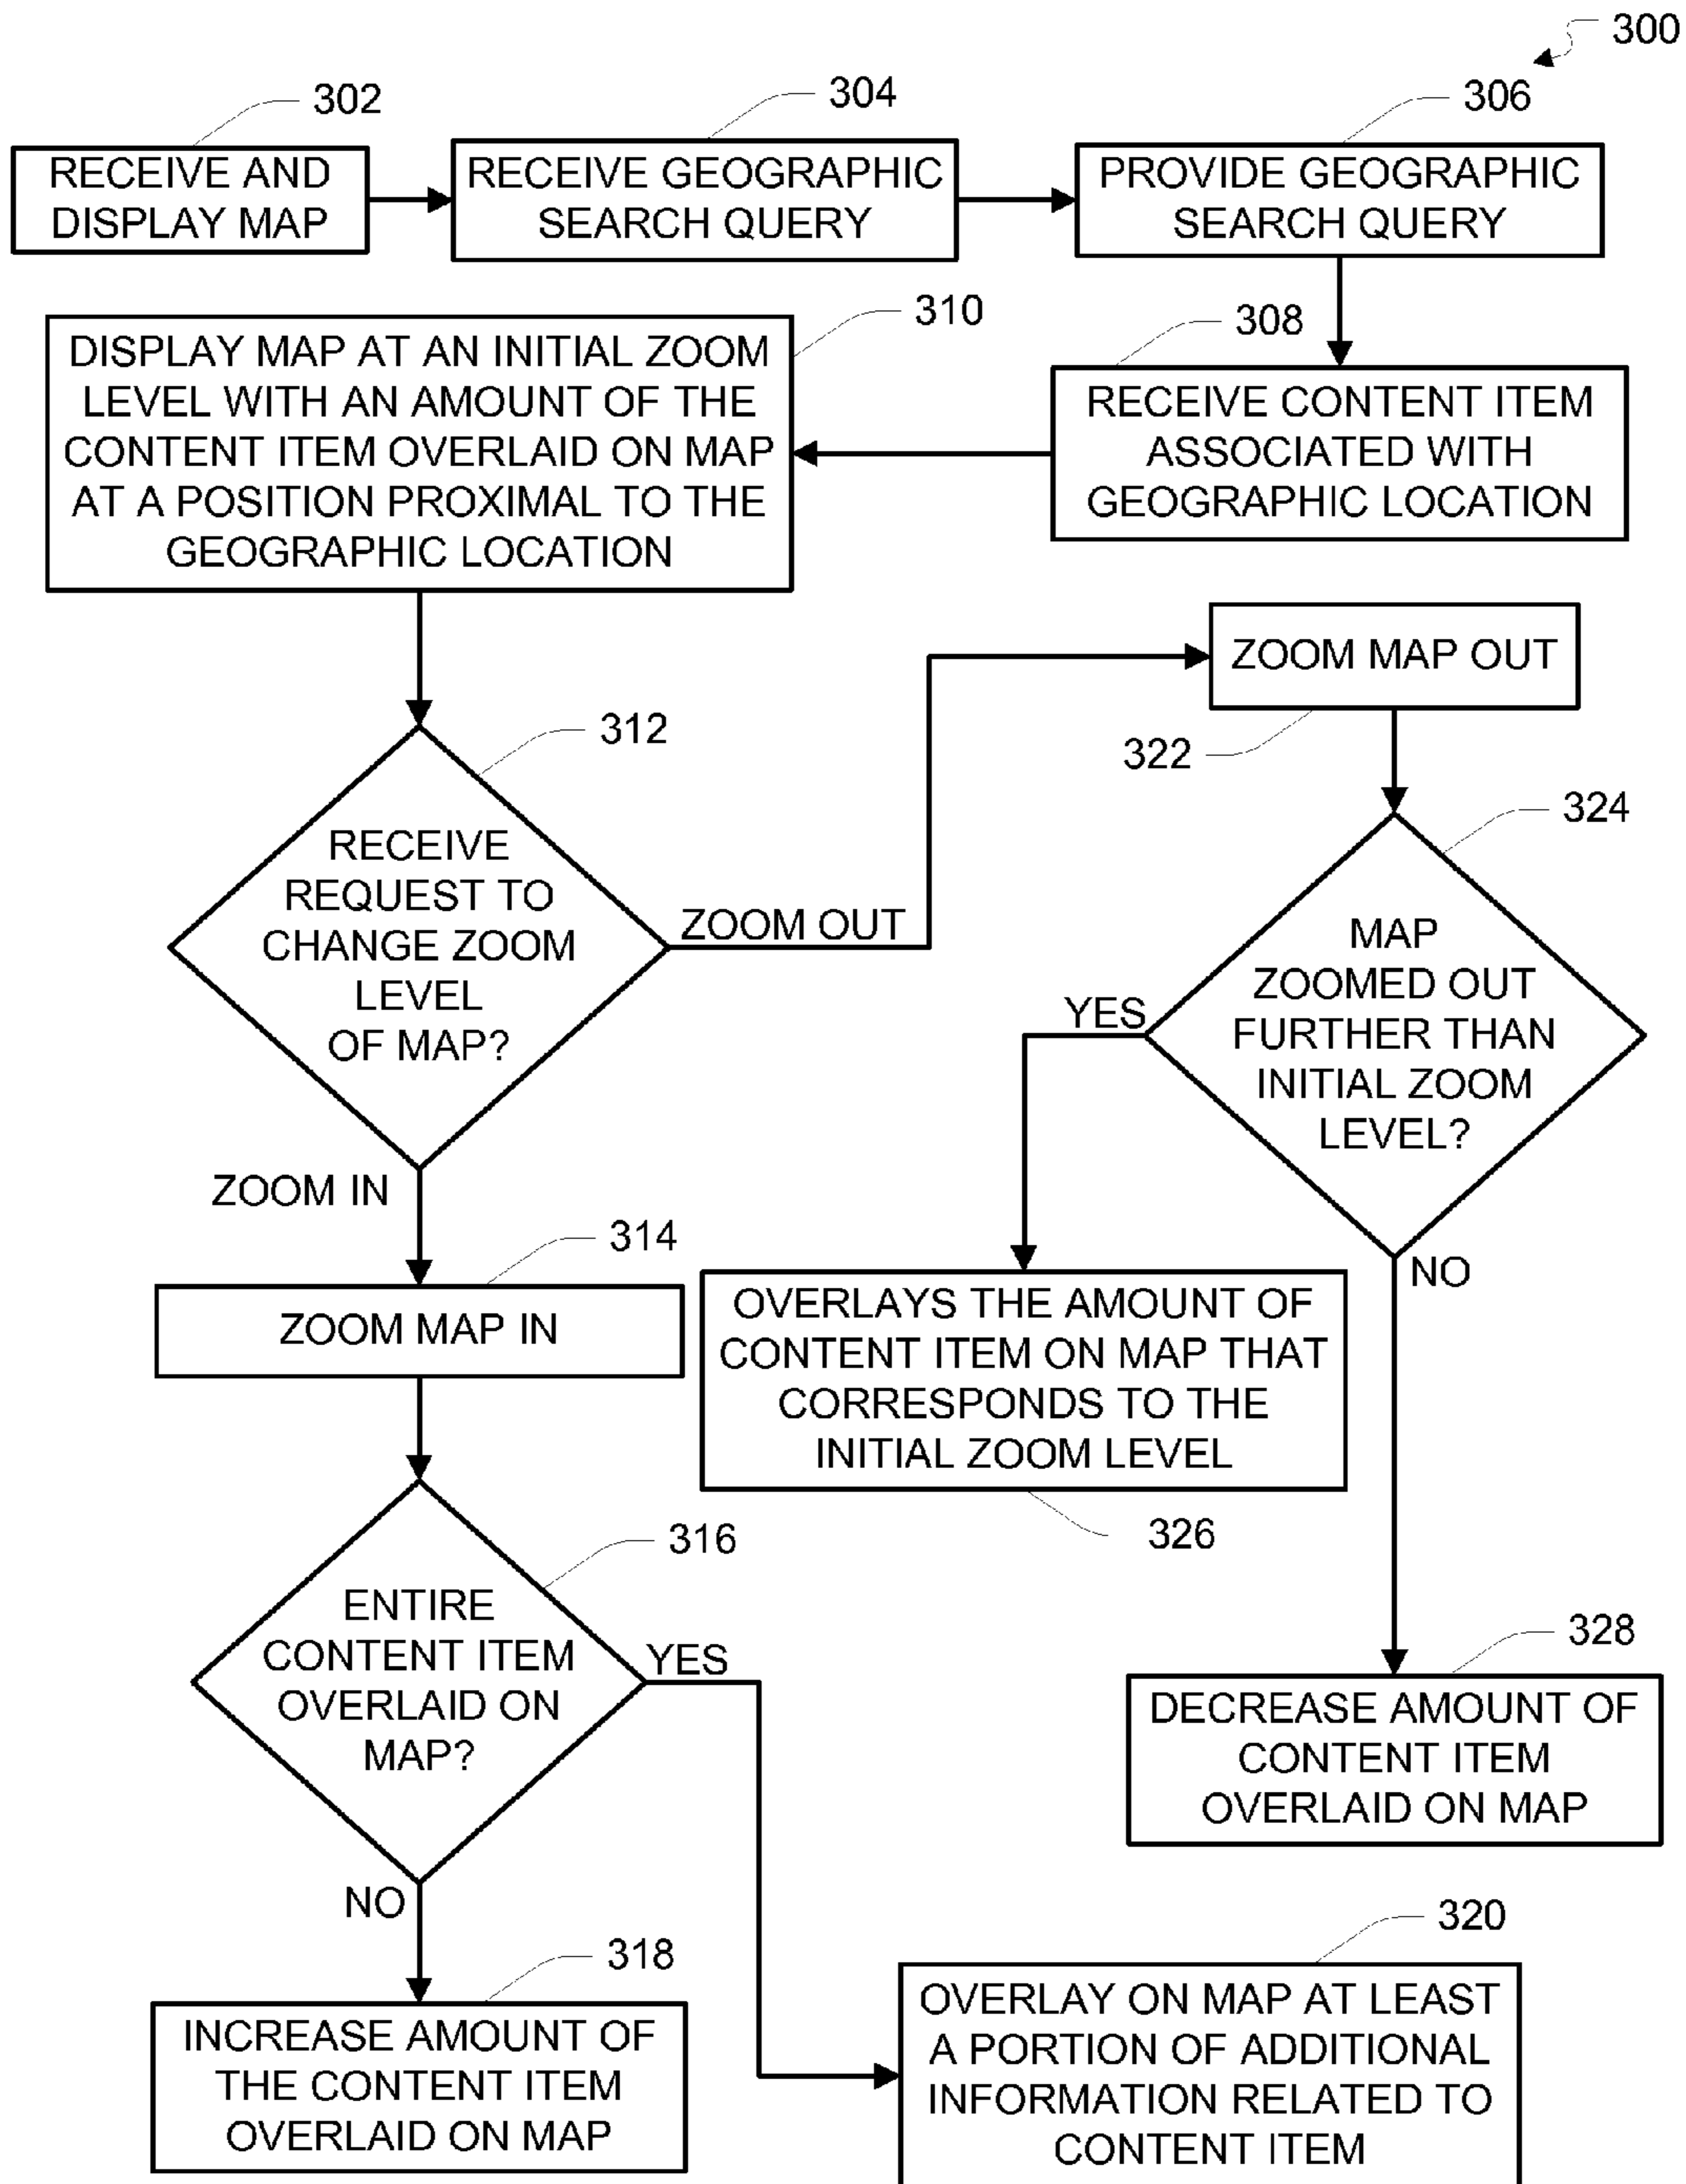 300
302
RECEIVE AND
DISPLAY MAP
304
RECEIVE GEOGRAPHIC
SEARCH QUERY
306
PROVIDE GEOGRAPHIC
SEARCH QUERY
308
RECEIVE CONTENT ITEM
ASSOCIATED WITH
GEOGRAPHIC LOCATION
310
DISPLAY MAP AT AN INITIAL ZOOM
LEVEL WITH AN AMOUNT OF THE
CONTENT ITEM OVERLAID ON MAP
AT A POSITION PROXIMAL TO THE
GEOGRAPHIC LOCATION
312
RECEIVE
REQUEST TO
CHANGE ZOOM
LEVEL
OF MAP?
ZOOM OUT
ZOOM IN
314
ZOOM MAP IN
316
ENTIRE
CONTENT ITEM
OVERLAID ON
MAP?
YES
NO
318
INCREASE AMOUNT OF
THE CONTENT ITEM
OVERLAID ON MAP
320
OVERLAY ON MAP AT LEAST
A PORTION OF ADDITIONAL
INFORMATION RELATED TO
CONTENT ITEM
ZOOM MAP OUT
322
324
MAP
ZOOMED OUT
FURTHER THAN
INITIAL ZOOM
LEVEL?
YES
NO
OVERLAYS THE AMOUNT OF
CONTENT ITEM ON MAP THAT
CORRESPONDS TO THE
INITIAL ZOOM LEVEL
326
328
DECREASE AMOUNT OF
CONTENT ITEM
OVERLAID ON MAP